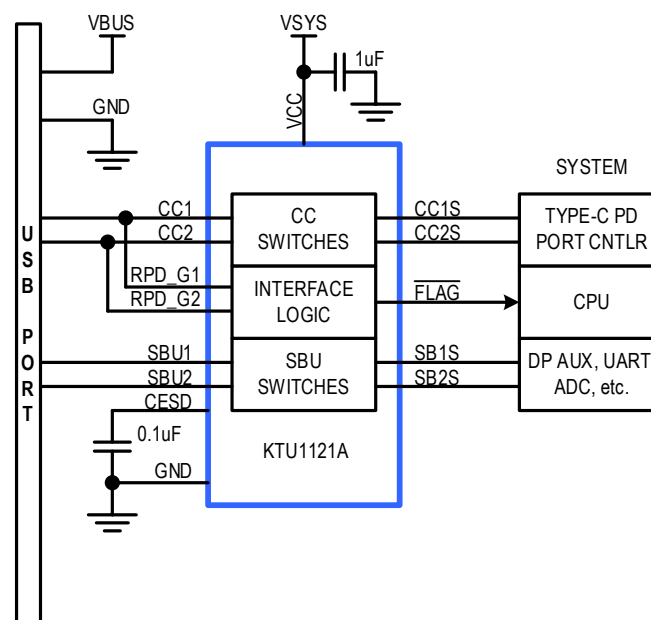 VBUS
VSYS
1uF
GND
VCC
SYSTEM
USB PORT
CC1
CC2
CC
SWITCHES
CC1S
CC2S
TYPE-C PD
PORT CNTLR
RPD_G1
RPD_G2
INTERFACE
LOGIC
FLAG
CPU
SBU1
SBU2
SBU
SWITCHES
SB1S
SB2S
DP AUX, UART
ADC, etc.
CESD
0.1uF
KTU1121A
GND